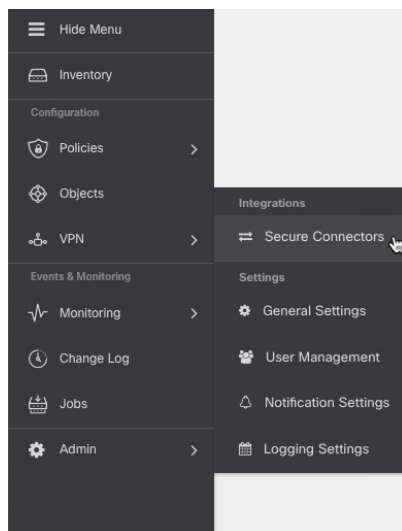 Hide Menu
Inventory
Configuration
Policies
Objects
VPN
Events & Monitoring
Monitoring
Change Log
Jobs
Admin
Integrations
Secure Connectors
Settings
General Settings
User Management
Notification Settings
Logging Settings